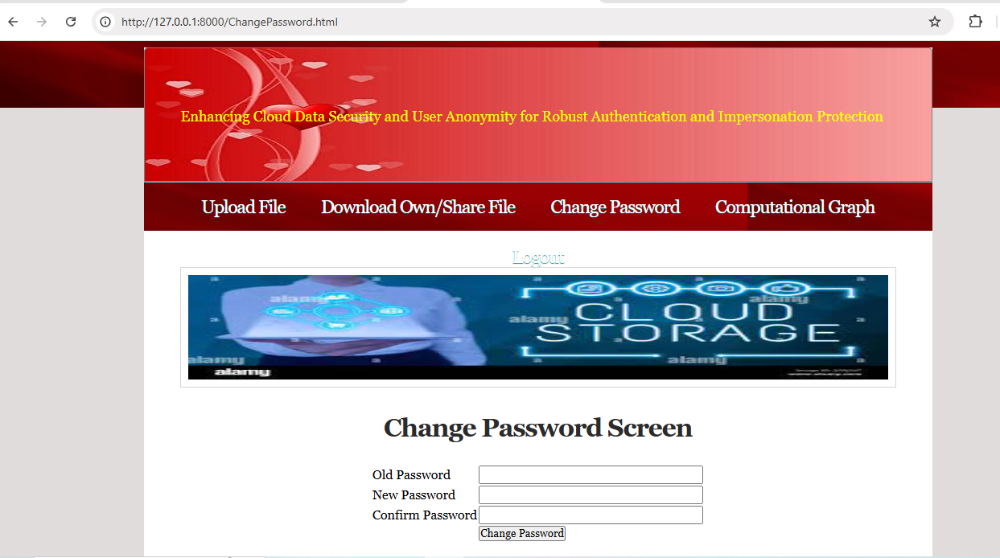 http://127.0.0.1:8000/ChangePassword.html
Enhancing Cloud Data Security and User Anonymity for Robust Authentication and Impersonation Protection
Upload File Download Own/Share File Change Password Computational Graph
Logout
a a a a
alamy alamy
CLOUD
a alamy a
STORAGE
a a
alamy a a alamy a
alamy
Change Password Screen
Old Password
New Password
Confirm Password
Change Password